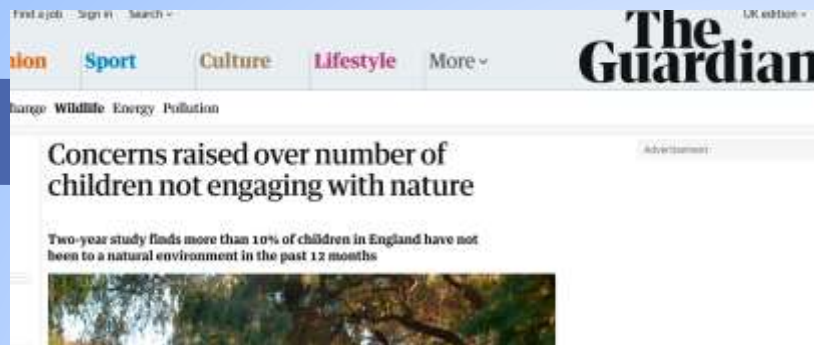 Find a job Sign in Search
UK edition
The
Guardian
nion Sport Culture Lifestyle More
hange Wildlife Energy Pollution
Concerns raised over number of
children not engaging with nature
Advertisement
Two-year study finds more than 10% of children in England have not
been to a natural environment in the past 12 months